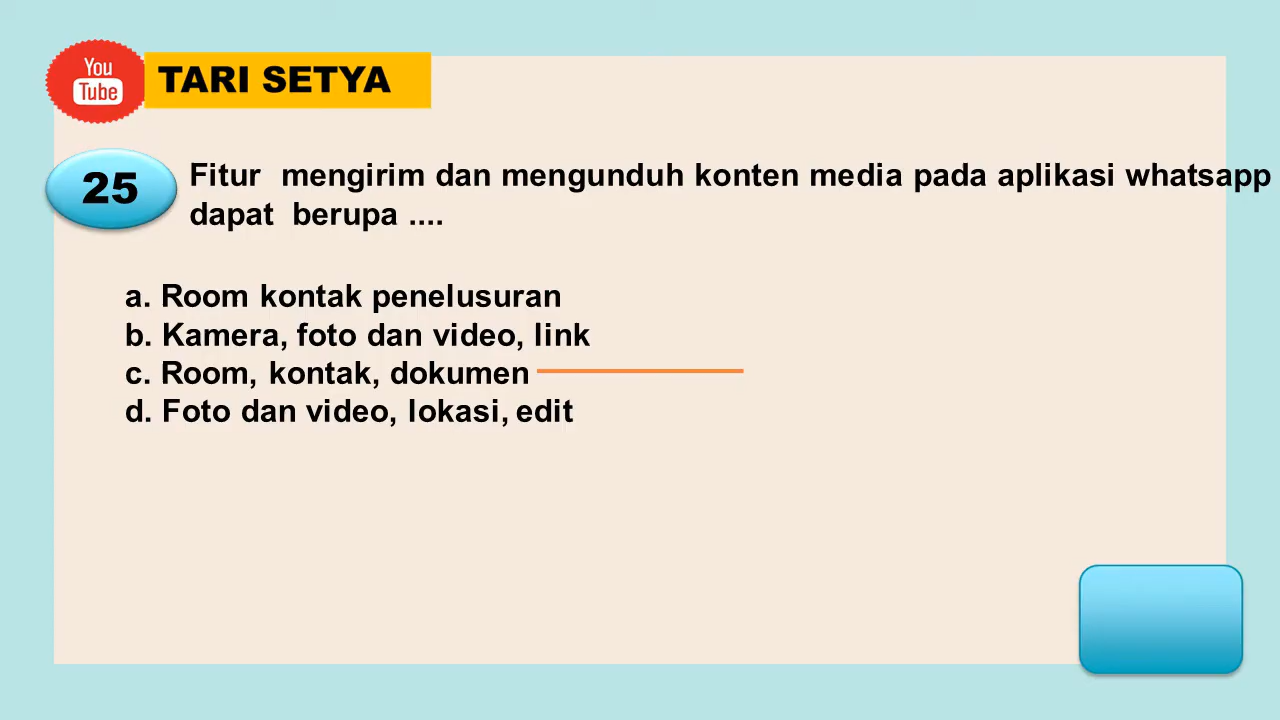 You
Tube
TARI SETYA
25
Fitur mengirim dan mengunduh konten media pada aplikasi whatsapp
dapat berupa ....
a. Room kontak penelusuran
b. Kamera, foto dan video, link
c. Room, kontak, dokumen
d. Foto dan video, lokasi, edit